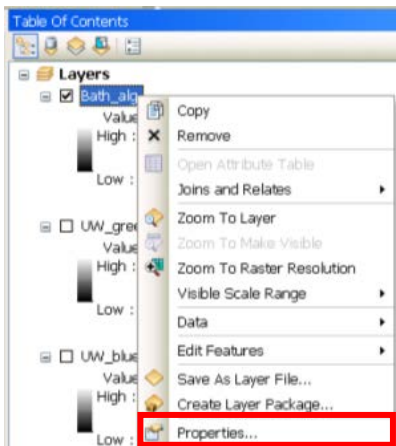 Table Of Contents
Layers
Bath_alg
Value
High :
Low :
UW_gree
Value
High :
Low :
UW_blue
Value
High :
Low :
Copy
Remove
Open Attribute Table
Joins and Relates
Zoom To Layer
Zoom To Make Visible
Zoom To Raster Resolution
Visible Scale Range
Data
Edit Features
Save As Layer File...
Create Layer Package...
Properties...